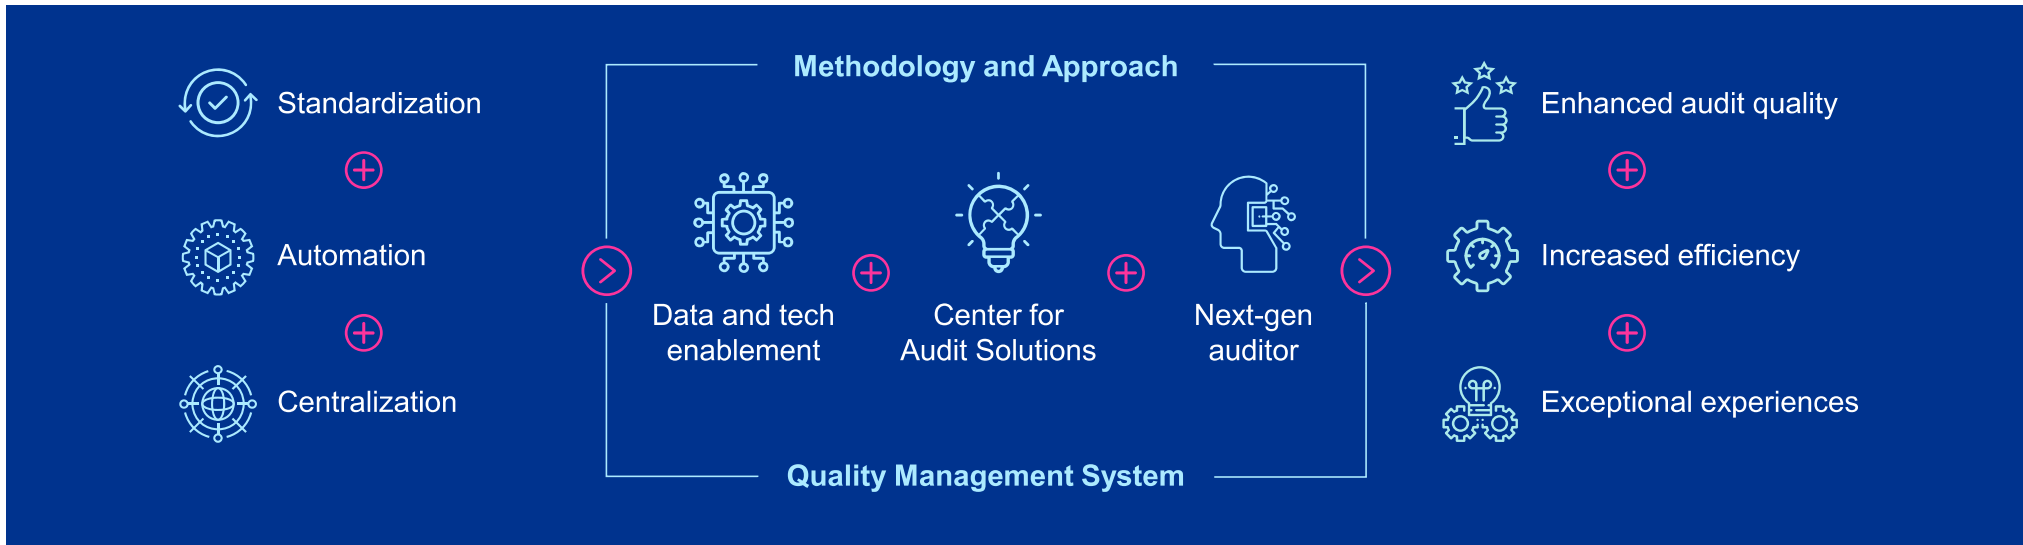 Standardization
Automation
Centralization
Methodology and Approach
Data and tech
enablement
Center for
Audit Solutions
Next-gen
auditor
Quality Management System
Enhanced audit quality
Increased efficiency
Exceptional experiences